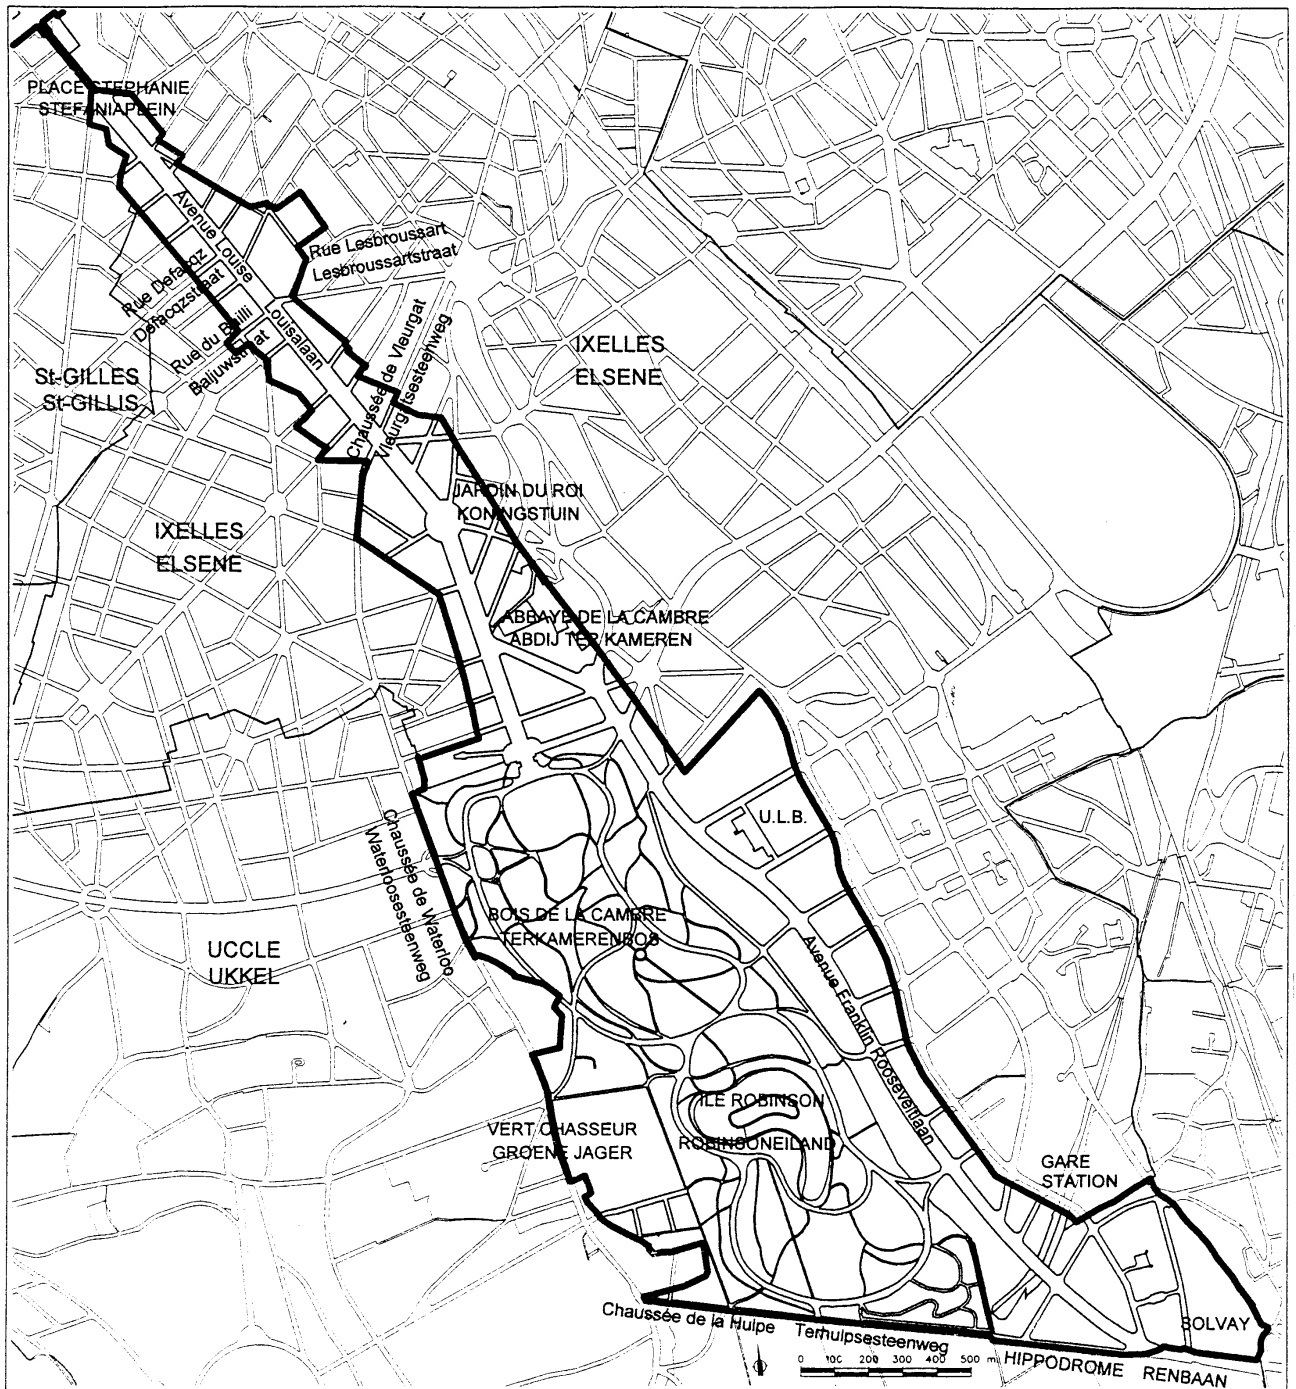 PLACE STEPHANIE
STEFANIAPLEIN
Avenue Louise
Louisalaan
Rue Lesbroussart
Lesbroussartstraat
Rue Defacqz
Defacqzstraat
Rue du Bailli
Baljuwstraat
Chaussée de Vleurgat
Vleurgatsesteenweg
IXELLES
ELSENE
St-GILLES
St-GILLIS
JARDIN DU ROI
KONINGSTUIN
IXELLES
ELSENE
ABBAYE DE LA CAMBRE
ABDIJ TER KAMEREN
U.L.B.
Chaussée de Waterloo
Waterloosesteenweg
BOIS DE LA CAMBRE
TERKAMERENBOS
UCCLE
UKKEL
Avenue Franklin Rooseveltlaan
ILE ROBINSON
ROBINSONEILAND
VERT CHASSEUR
GROENE JAGER
GARE
STATION
SOLVAY
Chaussée de la Hulpe Terhulpsesteenweg
HIPPODROME RENBAAN
0 100 200 300 400 500 m